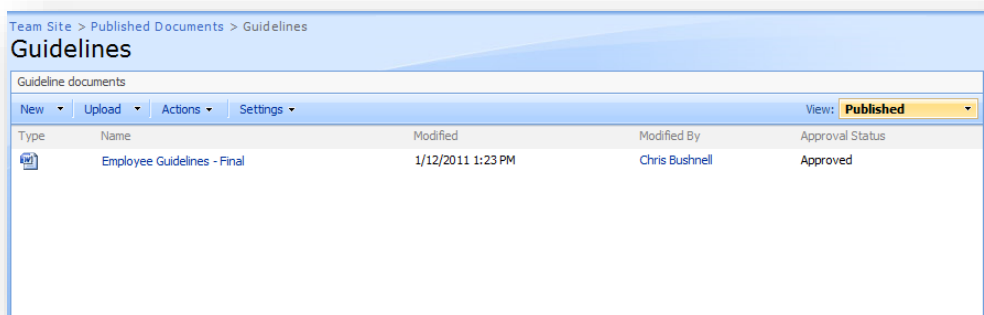 Team Site > Published Documents > Guidelines
Guidelines
Guideline documents
New Upload Actions Settings View: Published
Type Name Modified Modified By Approval Status
Employee Guidelines - Final 1/12/2011 1:23 PM Chris Bushnell Approved